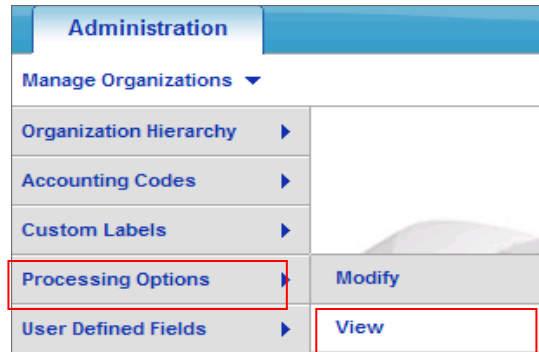 Administration
Manage Organizations
Organization Hierarchy
Accounting Codes
Custom Labels
Processing Options
Modify
User Defined Fields
View